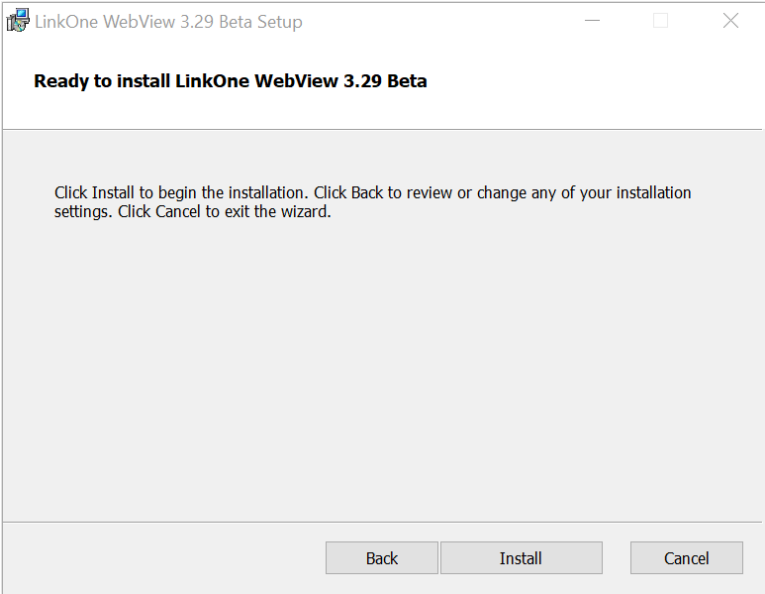 LinkOne WebView 3.29 Beta Setup
Ready to install LinkOne WebView 3.29 Beta
Click Install to begin the installation. Click Back to review or change any of your installation
settings. Click Cancel to exit the wizard.
Back
Install
Cancel